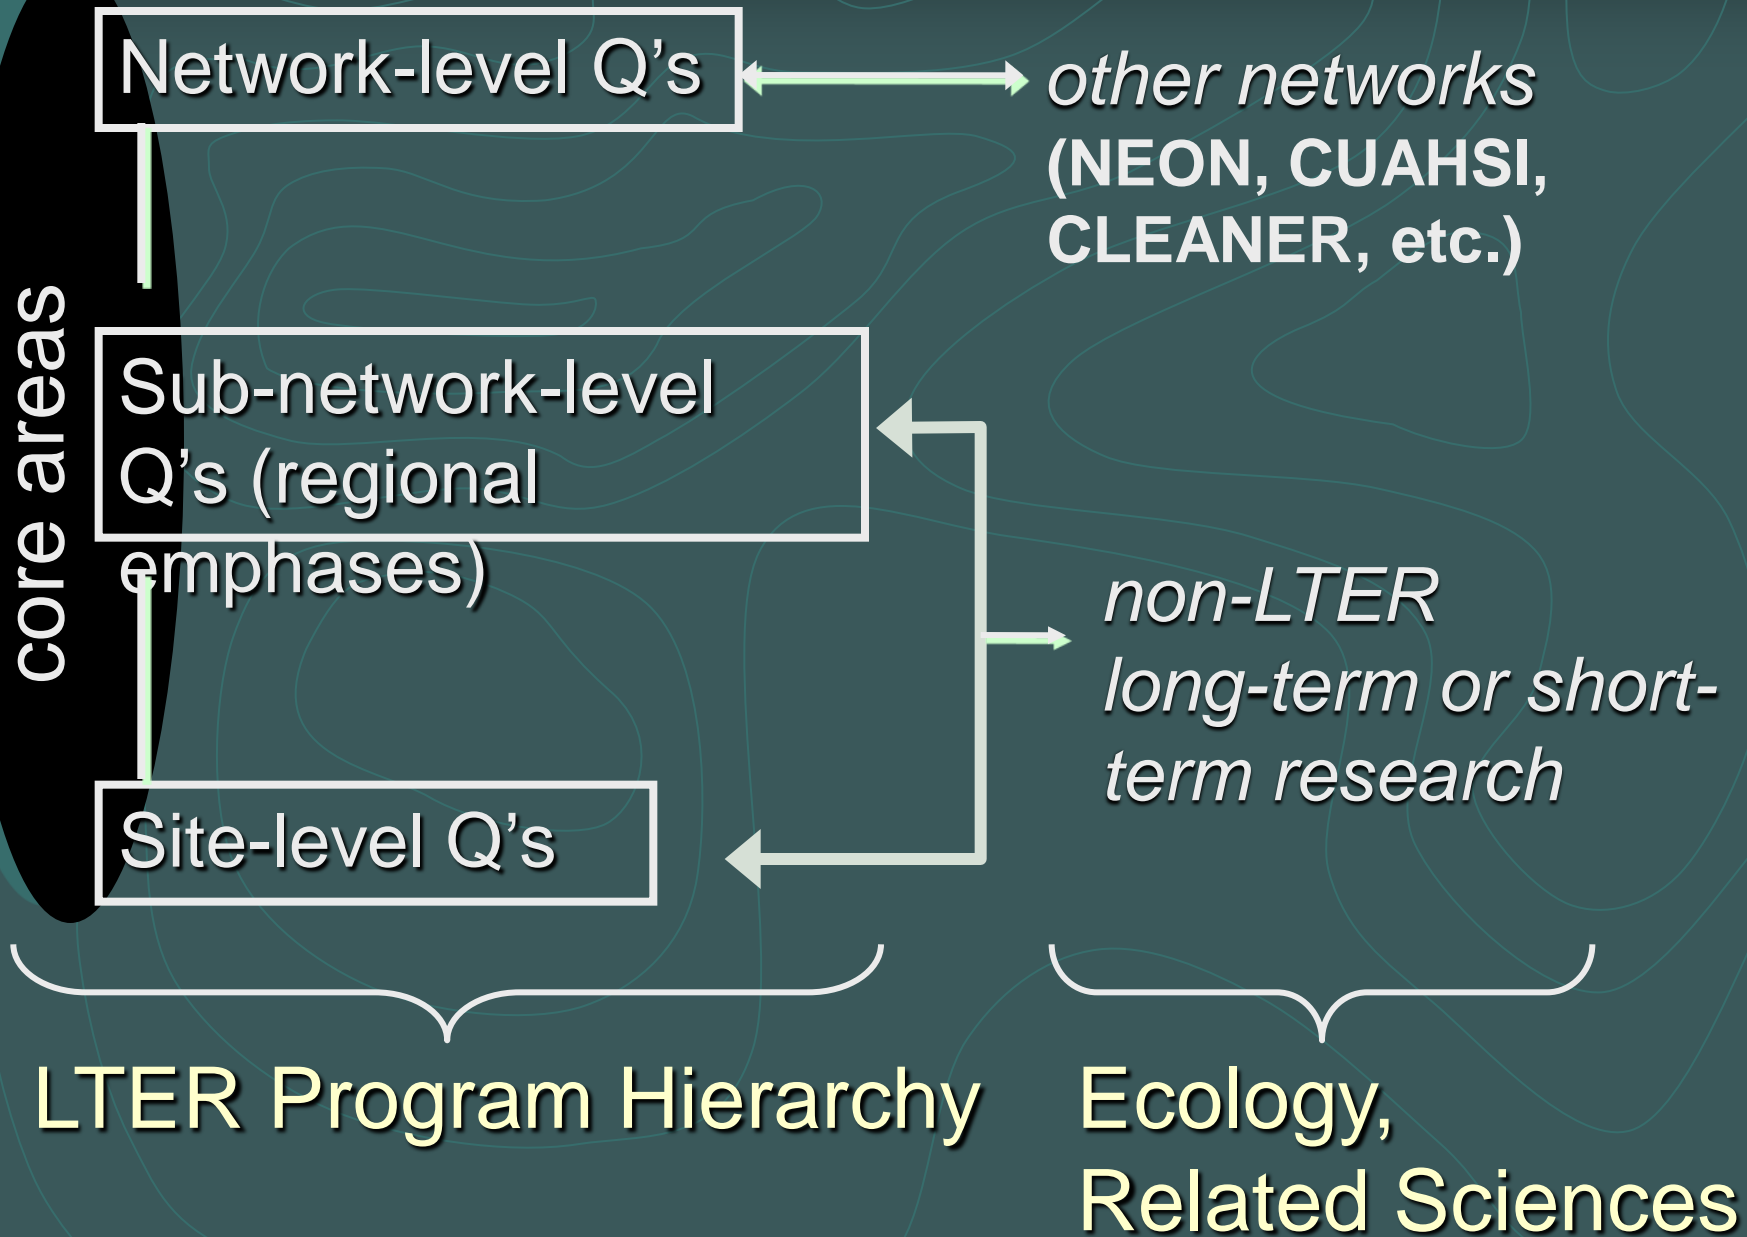 core areas
Network-level Q’s
Sub-network-level
Q’s (regional
emphases)
Site-level Q’s
other networks
(NEON, CUAHSI,
CLEANER, etc.)
non-LTER
long-term or short-
term research
LTER Program Hierarchy
Ecology,
Related Sciences